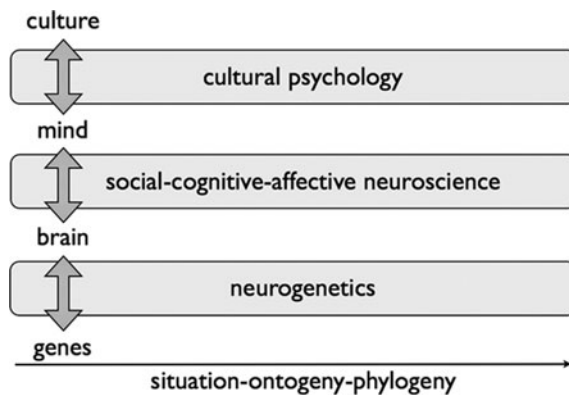 culture
cultural psychology
mind
social-cognitive-affective neuroscience
brain
neurogenetics
genes
situation-ontogeny-phylogeny